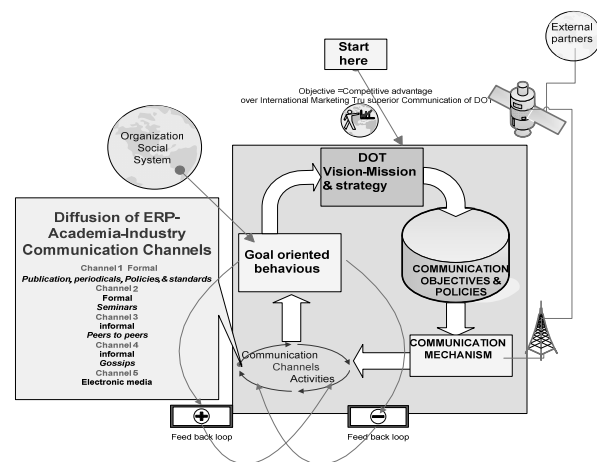 External
partners
Start
here
Objective =Competitive advantage
over International Marketing Tru superior Communication of DOT
Organization
Social
System
DOT
Vision-Mission
& strategy
Diffusion of ERP-
Academia-Industry
Communication Channels
Channel 1 Formal
Publication, periodicals, Policies, & standards
Channel 2
Formal
Seminars
Channel 3
informal
Peers to peers
Channel 4
informal
Gossips
Channel 5
Electronic media
Goal oriented
behavious
COMMUNICATION
OBJECTIVES &
POLICIES
COMMUNICATION
MECHANISM
Communication
Channels
Activities
+
Feed back loop
−
Feed back loop